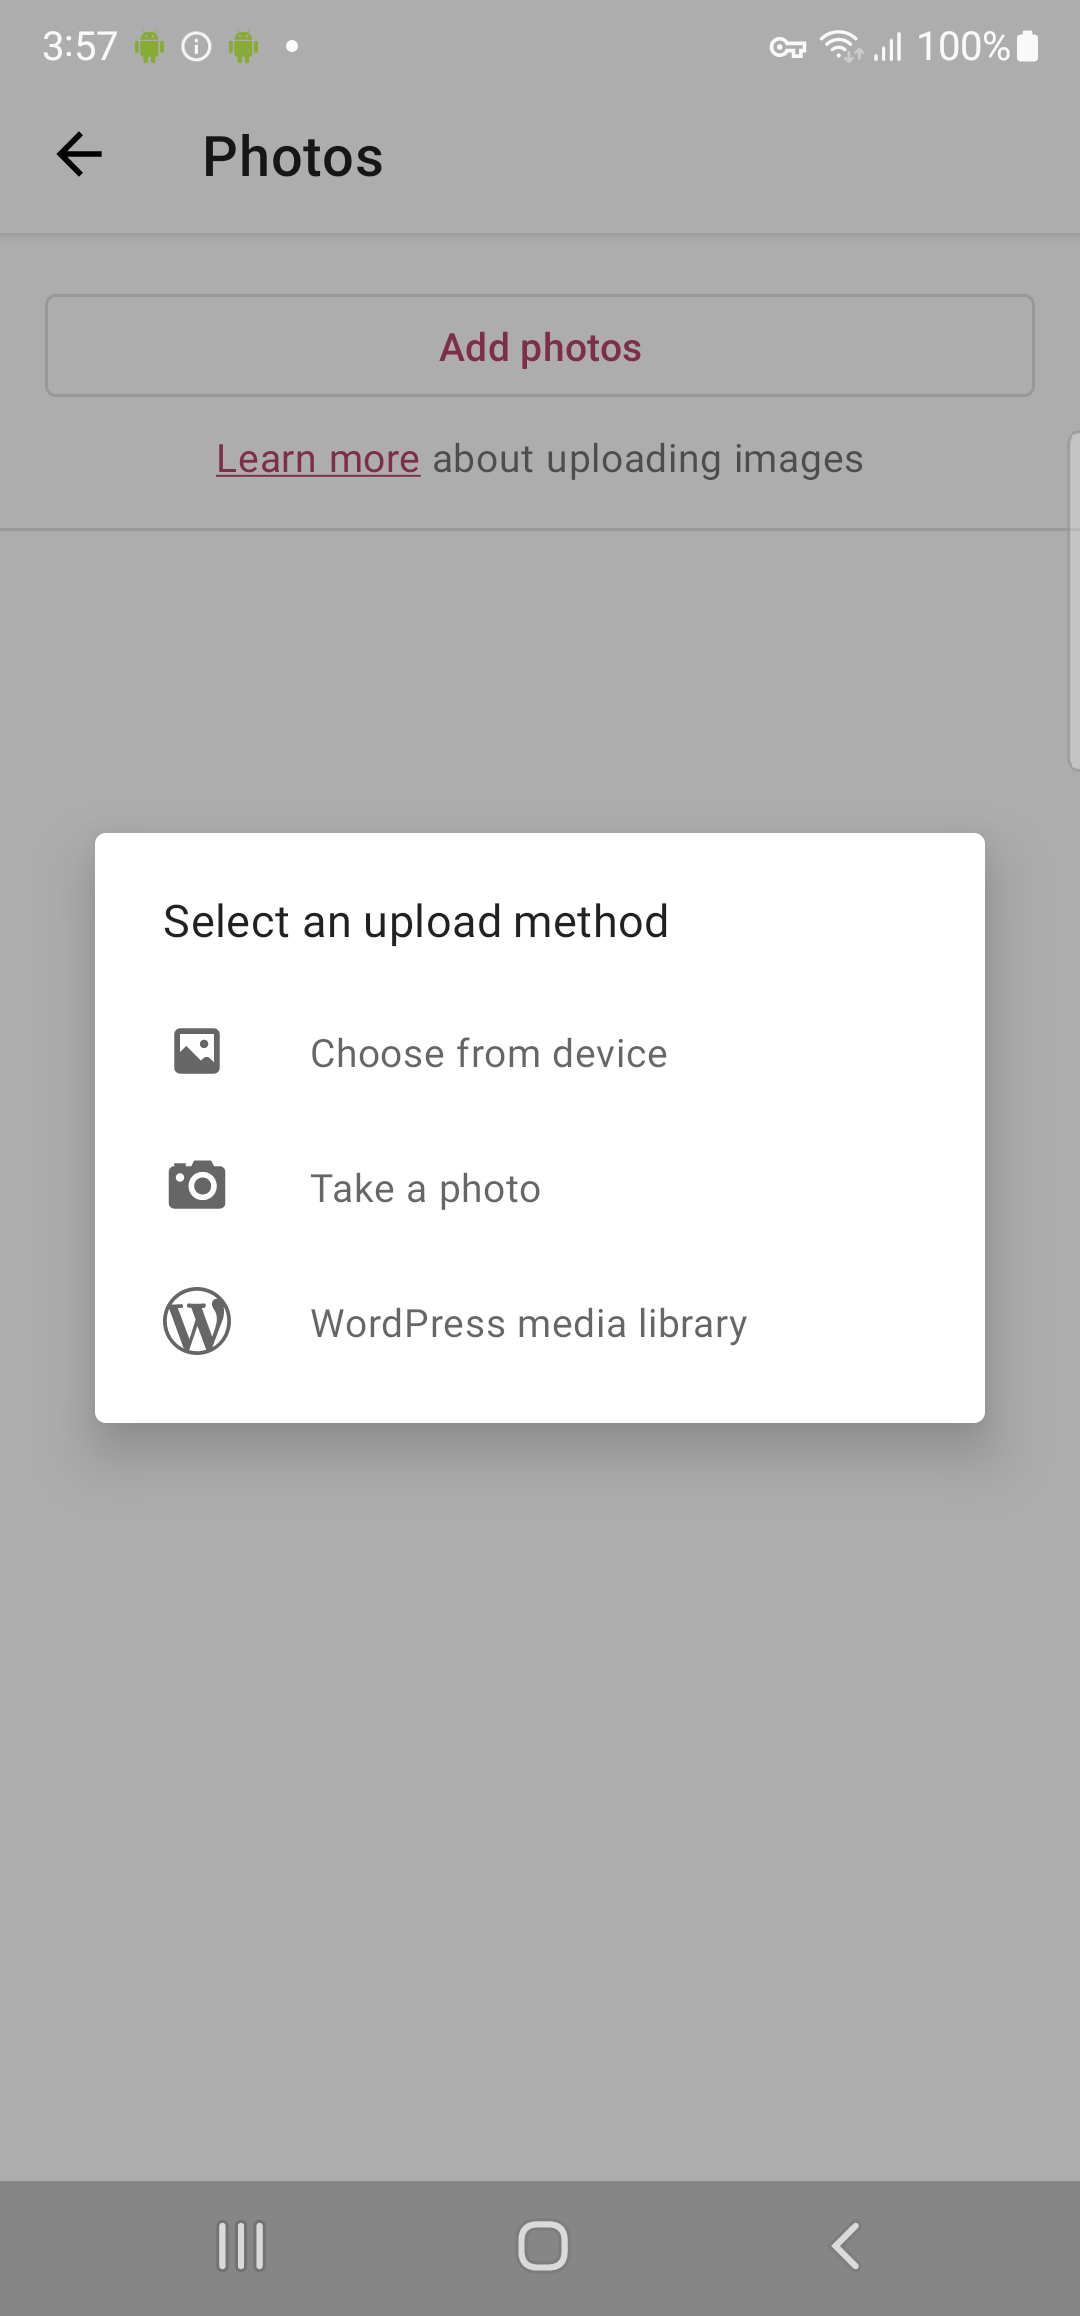 3:57
100%
Photos
Add photos
Learn more about uploading images
Select an upload method
Choose from device
Take a photo
WordPress media library